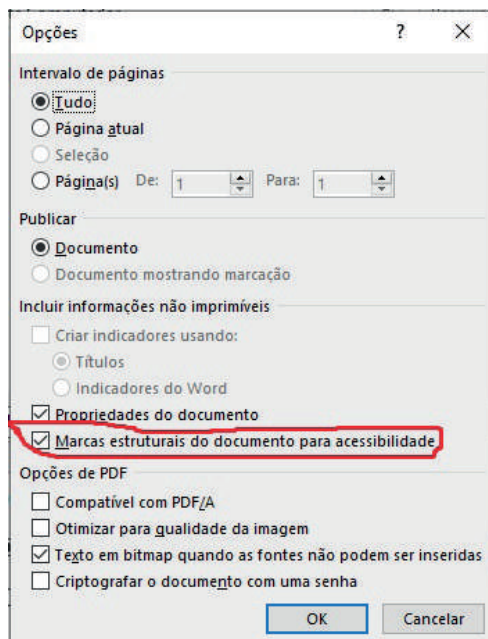 Opções ? X
Intervalo de páginas
Tudo
Página atual
Seleção
Página(s) De: 1 Para: 1
Publicar
Documento
Documento mostrando marcação
Incluir informações não imprimíveis
Criar indicadores usando:
Títulos
Indicadores do Word
Propriedades do documento
Marcas estruturais do documento para acessibilidade
Opções de PDF
Compatível com PDF/A
Otimizar para qualidade da imagem
Texto em bitmap quando as fontes não podem ser inseridas
Criptografar o documento com uma senha
OK Cancelar